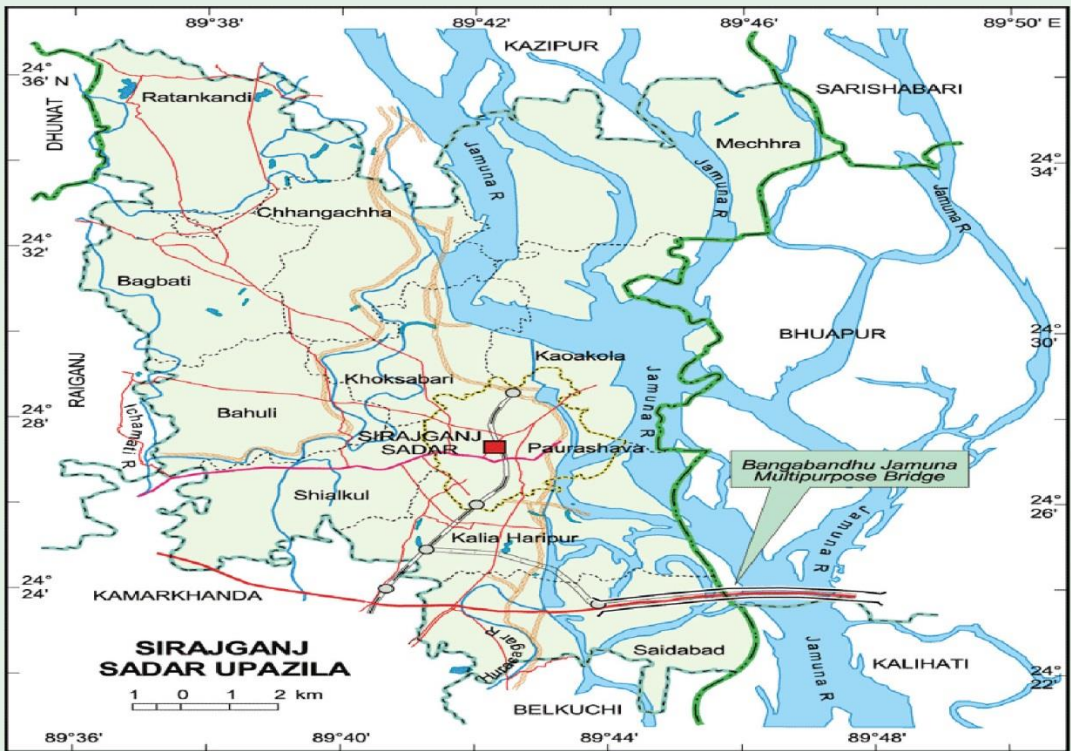 89°38′
89°42′
89°46′
89°50′ E
KAZIPUR
24°
36′ N
SARISHABARI
DHUNAT
Ratankandi
Mechhra
24°
34′
Jamuna R
Jamuna R
Jamuna R
Chhangachha
24°
32′
Bagbati
24°
30′
BHUAPUR
Kaoakola
RAIGANJ
Khoksabari
Jamuna R
24°
28′
Bahuli
Ichamati R
SIRAJGANJ
SADAR
Paurashava
Bangabandhu Jamuna
Multipurpose Bridge
Shialkul
24°
26′
Jamuna R
Kalia Haripur
24°
24′
KAMARKHANDA
SIRAJGANJ
SADAR UPAZILA
Hurasagar R
Saidabad
Jamuna R
KALIHATI
24°
22′
1 0 1 2 km
BELKUCHI
89°36′
89°40′
89°44′
89°48′